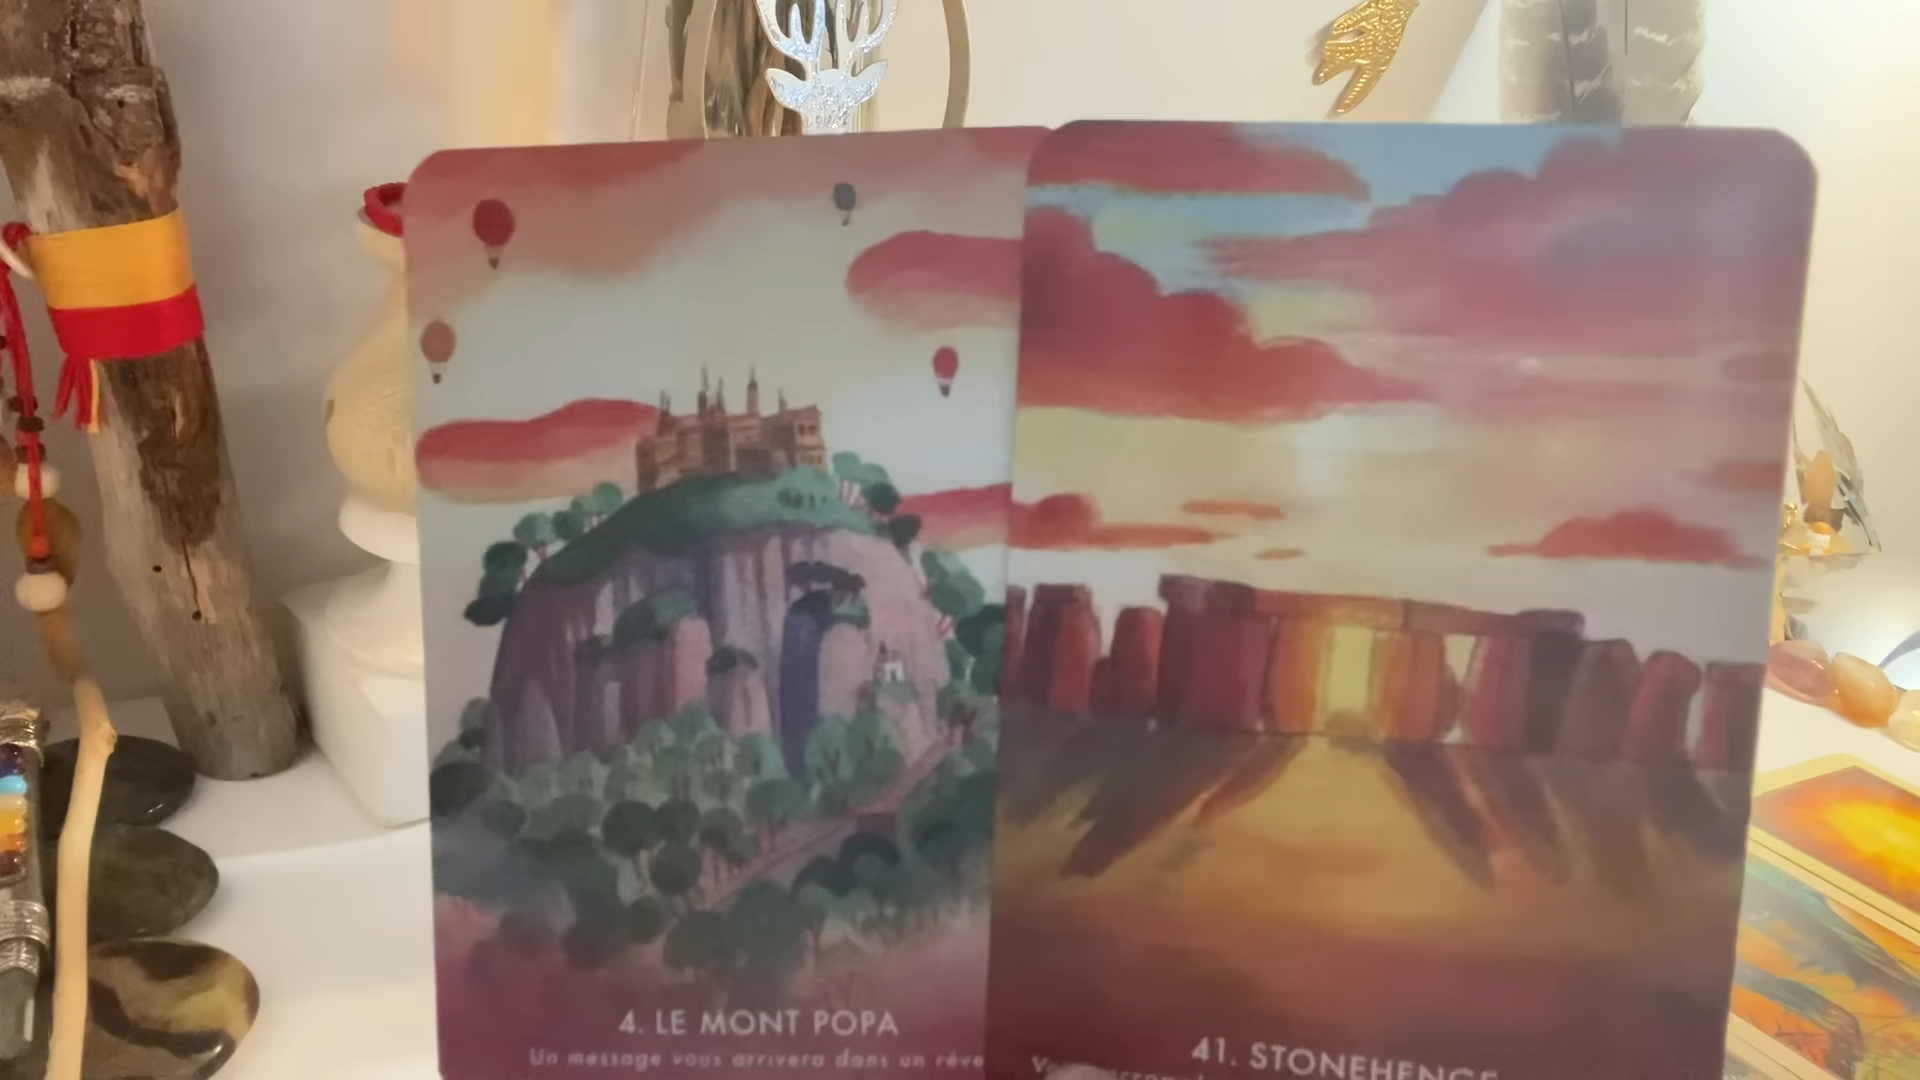 4. LE MONT POPA
Un message vous arrivera dans un rêve
41. STONEHENGE